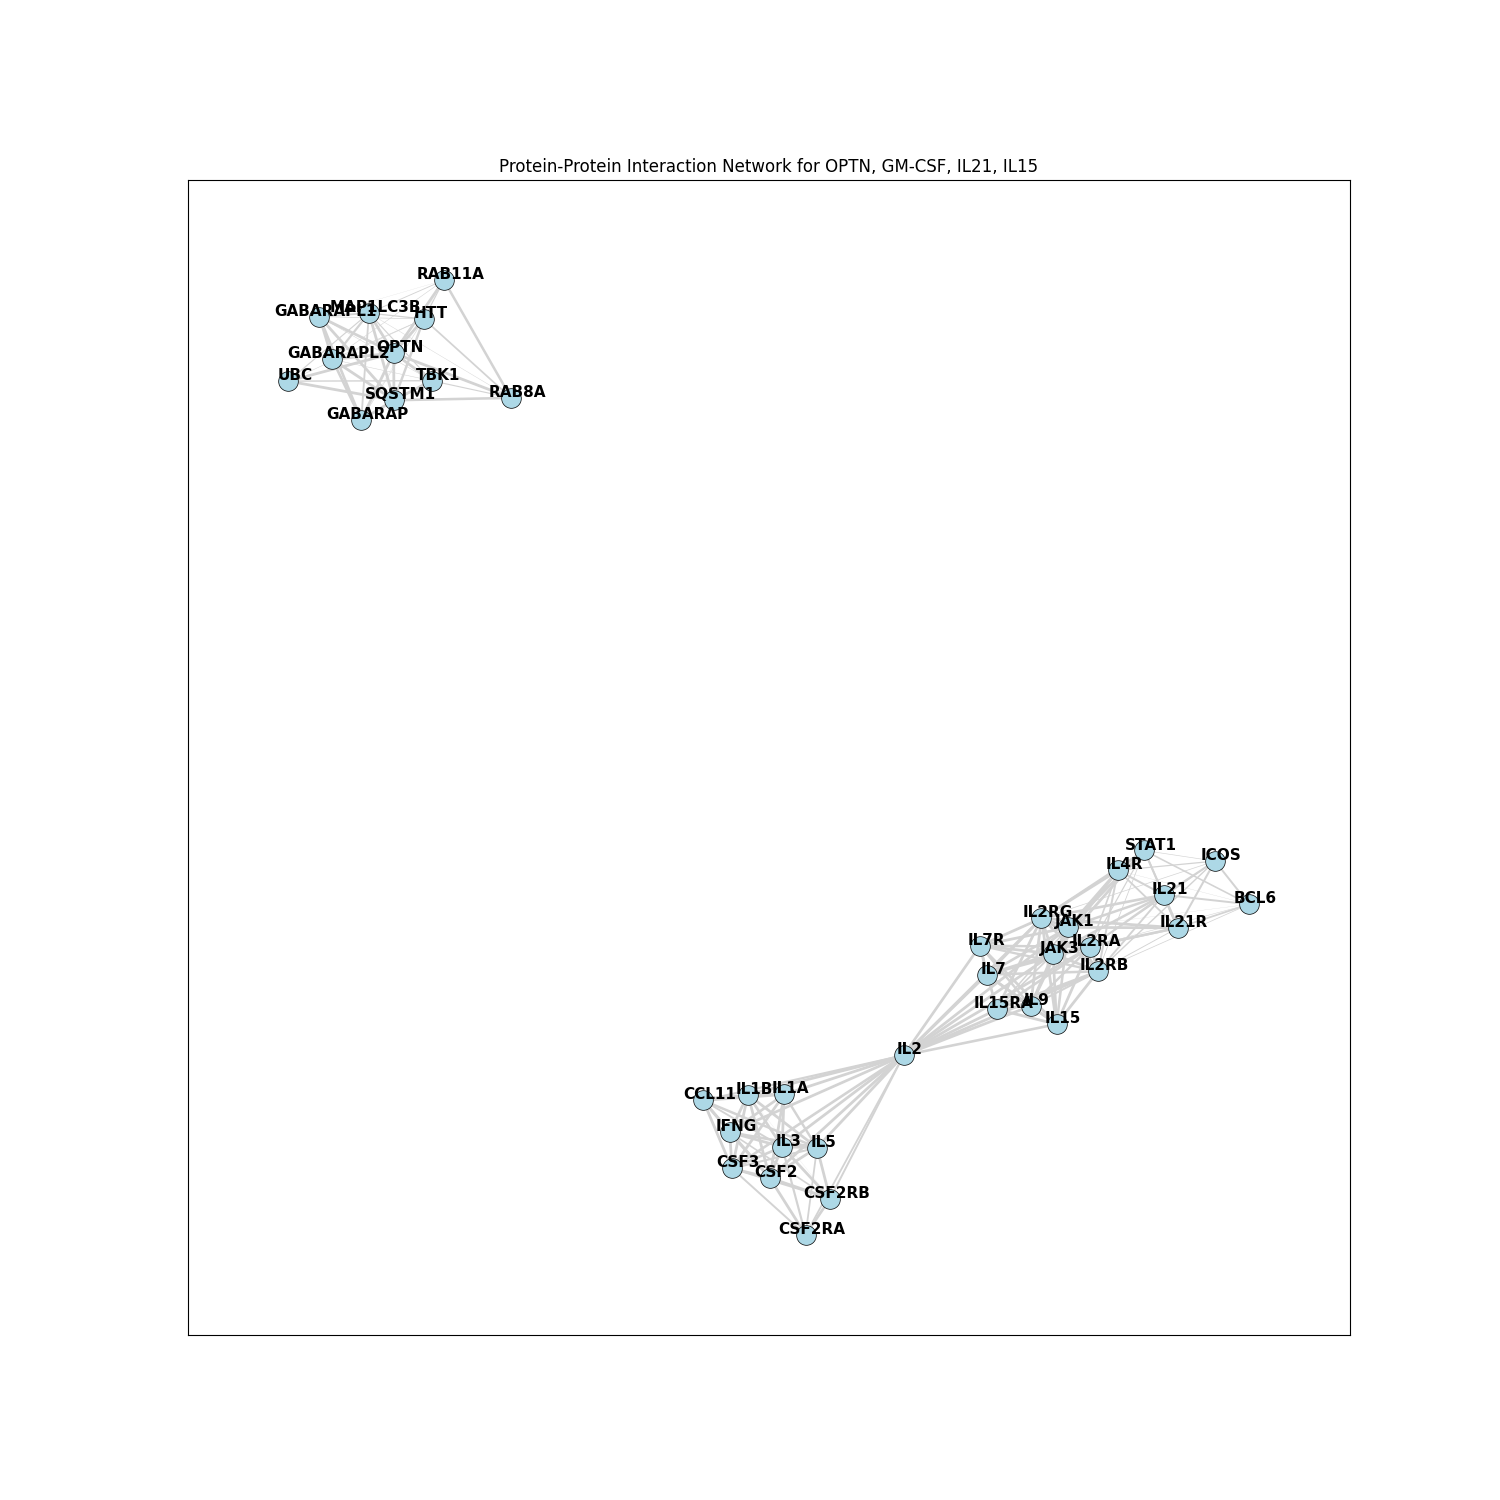 Protein-Protein Interaction Network for OPTN, GM-CSF, IL21, IL15
RAB11A
MAP1LC3B
GABARAPL1
HTT
OPTN
GABARAPL2
UBC
TBK1
RAB8A
SQSTM1
GABARAP
STAT1
ICOS
IL4R
IL21
BCL6
IL2RG
JAK1
IL21R
IL7R
IL2RA
JAK3
IL2RB
IL7
IL15RA
IL9
IL15
IL2
CCL11
IL1B
IL1A
IFNG
IL3
IL5
CSF3
CSF2
CSF2RB
CSF2RA